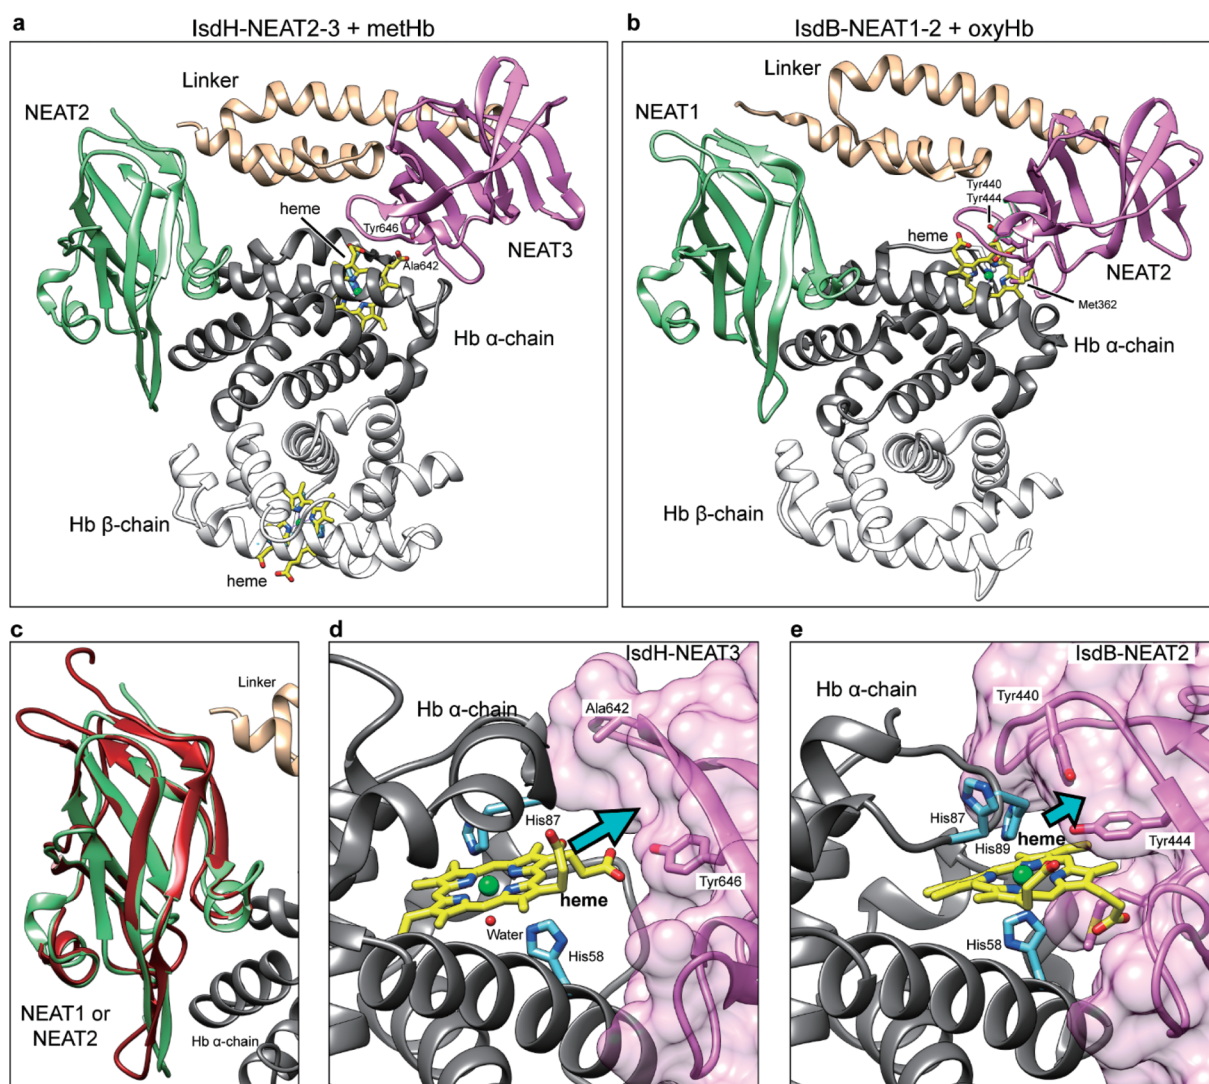 a
IsdH-NEAT2-3 + metHb
Linker
NEAT2
heme
Tyr646
Ala642
NEAT3
Hb α-chain
Hb β-chain
heme
b
IsdB-NEAT1-2 + oxyHb
Linker
NEAT1
Tyr440
Tyr444
heme
NEAT2
Met362
Hb α-chain
Hb β-chain
c
Linker
NEAT1 or
NEAT2
Hb α-chain
d
IsdH-NEAT3
Hb α-chain
Ala642
His87
Tyr646
heme
Water
His58
e
IsdB-NEAT2
Hb α-chain
Tyr440
His87
His89
heme
Tyr444
His58